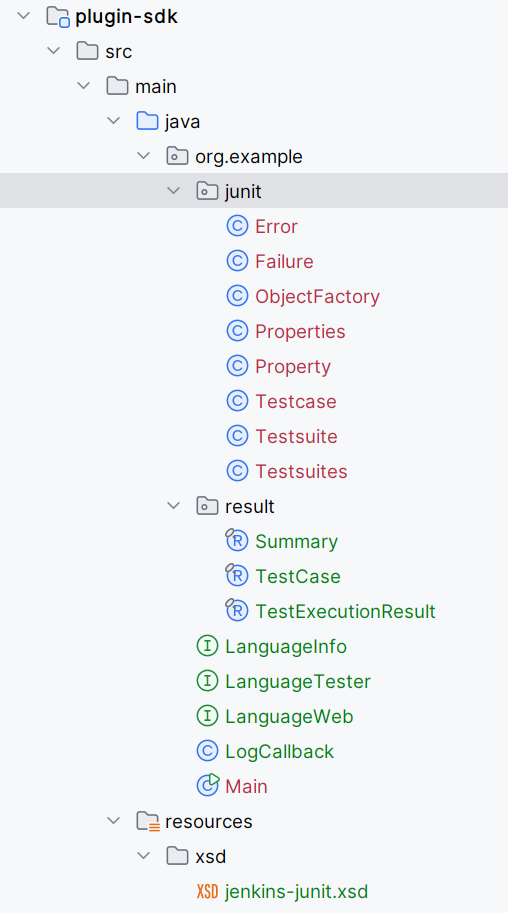 plugin-sdk
src
main
java
org.example
junit
Error
Failure
ObjectFactory
Properties
Property
Testcase
Testsuite
Testsuites
result
Summary
TestCase
TestExecutionResult
LanguageInfo
LanguageTester
LanguageWeb
LogCallback
Main
resources
xsd
jenkins-junit.xsd